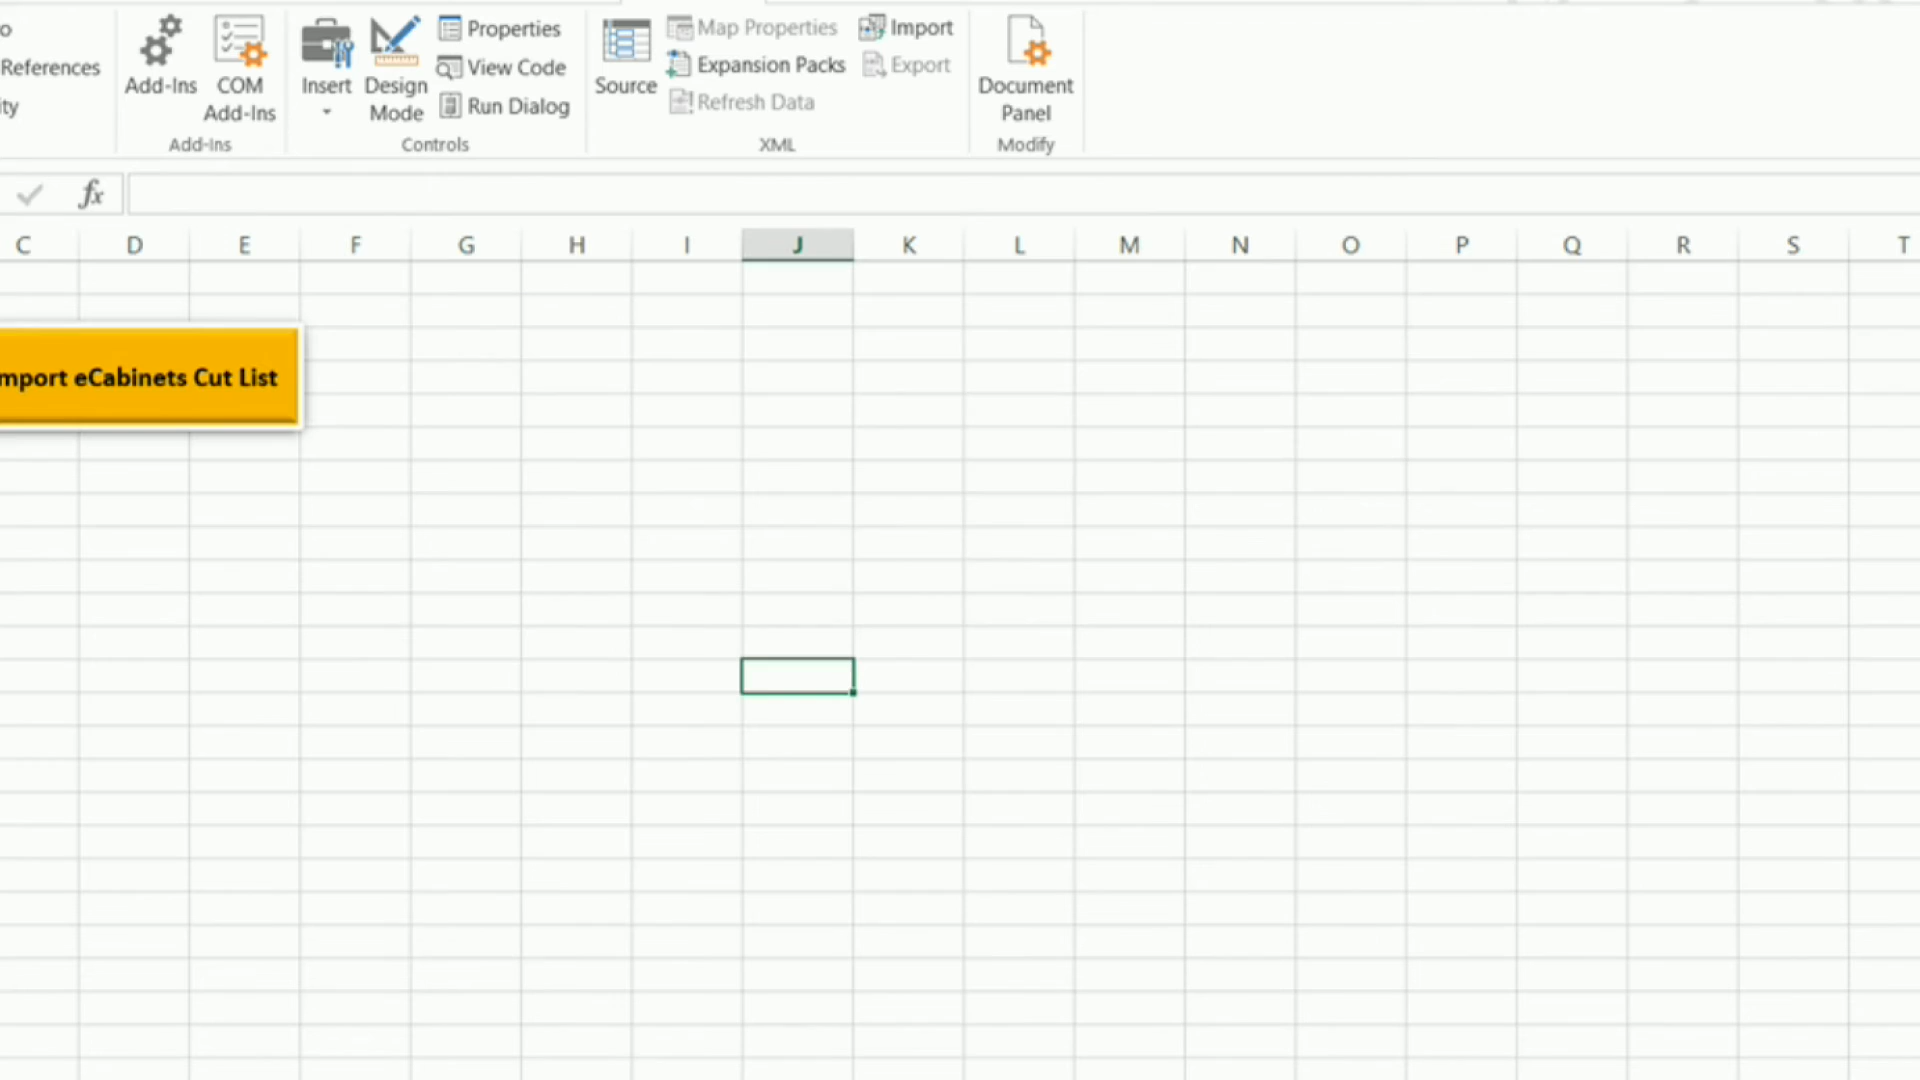 o
References
ity
Add-Ins
COM
Add-Ins
Add-Ins
Insert
Design
Mode
Properties
View Code
Run Dialog
Controls
Source
Map Properties
Expansion Packs
Refresh Data
Import
Export
XML
Document
Panel
Modify
fx
C D E F G H I J K L M N O P Q R S T
mport eCabinets Cut List